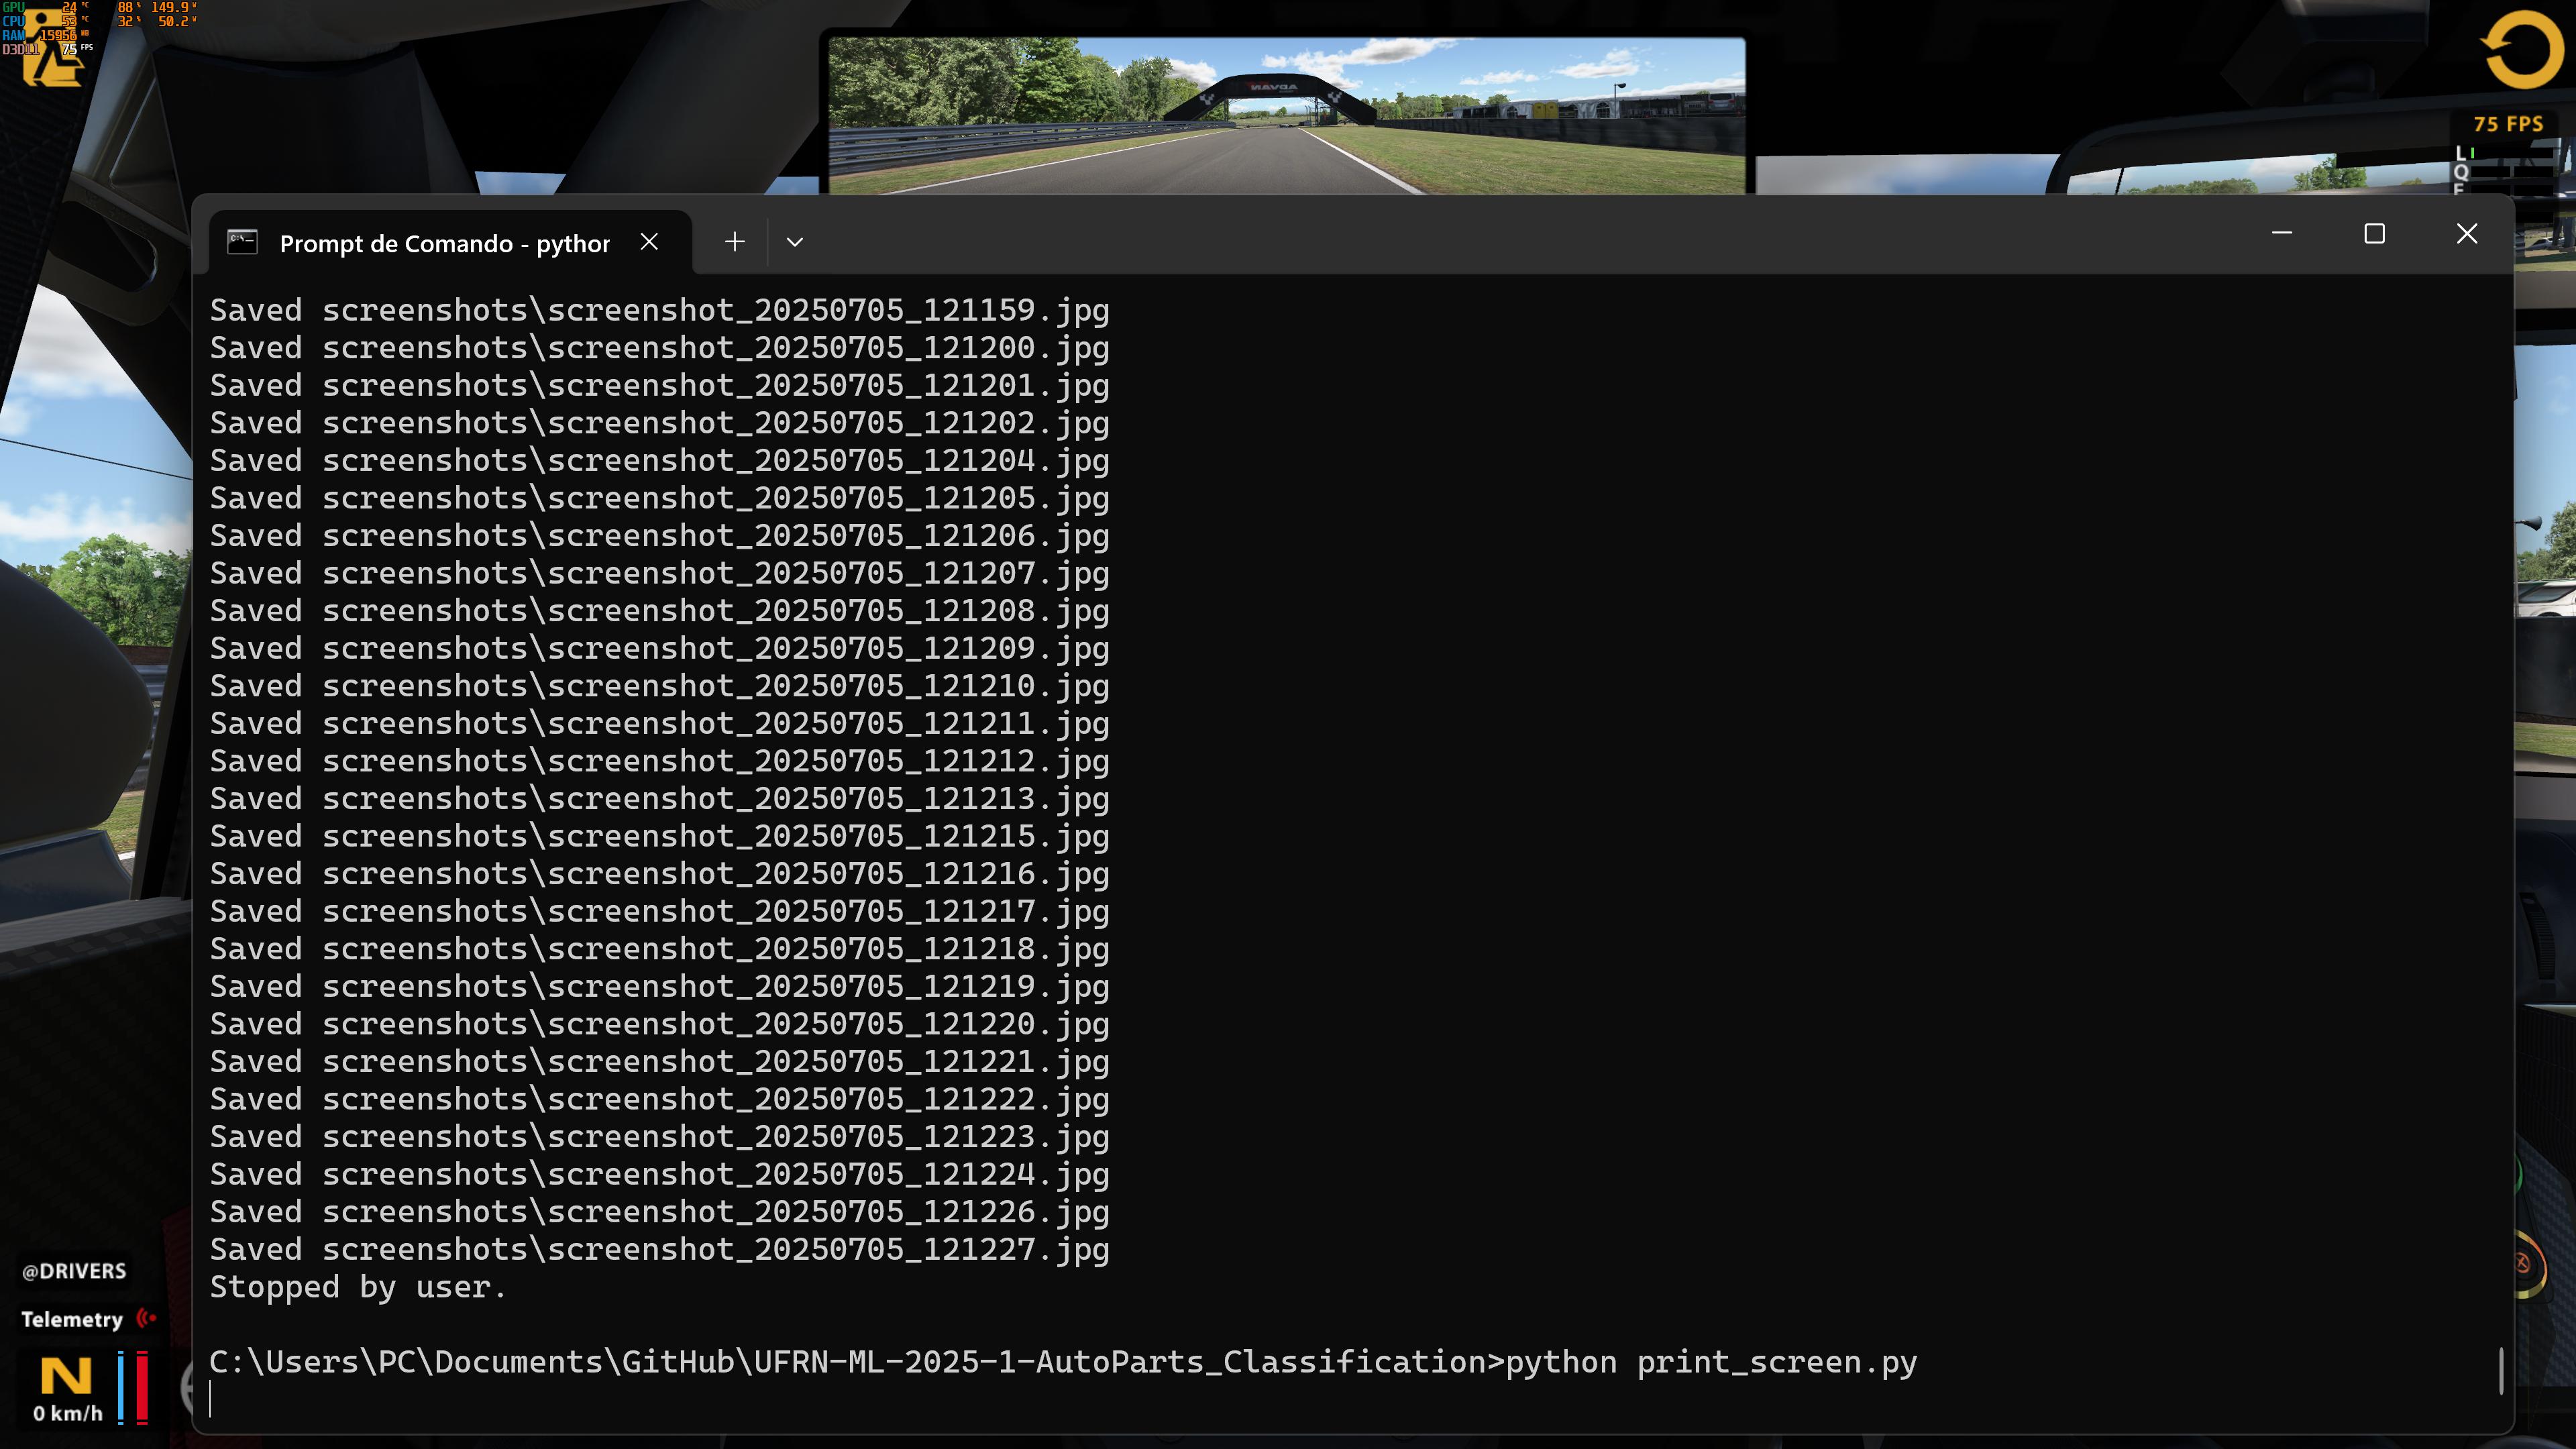 GPU 24 °C 88 % 149.9 W
CPU 53 °C 32 % 50.2 W
RAM 15956 MB
D3D11 75 FPS
75 FPS
L
Q
Prompt de Comando - python
Saved screenshots\screenshot_20250705_121159.jpg
Saved screenshots\screenshot_20250705_121200.jpg
Saved screenshots\screenshot_20250705_121201.jpg
Saved screenshots\screenshot_20250705_121202.jpg
Saved screenshots\screenshot_20250705_121204.jpg
Saved screenshots\screenshot_20250705_121205.jpg
Saved screenshots\screenshot_20250705_121206.jpg
Saved screenshots\screenshot_20250705_121207.jpg
Saved screenshots\screenshot_20250705_121208.jpg
Saved screenshots\screenshot_20250705_121209.jpg
Saved screenshots\screenshot_20250705_121210.jpg
Saved screenshots\screenshot_20250705_121211.jpg
Saved screenshots\screenshot_20250705_121212.jpg
Saved screenshots\screenshot_20250705_121213.jpg
Saved screenshots\screenshot_20250705_121215.jpg
Saved screenshots\screenshot_20250705_121216.jpg
Saved screenshots\screenshot_20250705_121217.jpg
Saved screenshots\screenshot_20250705_121218.jpg
Saved screenshots\screenshot_20250705_121219.jpg
Saved screenshots\screenshot_20250705_121220.jpg
Saved screenshots\screenshot_20250705_121221.jpg
Saved screenshots\screenshot_20250705_121222.jpg
Saved screenshots\screenshot_20250705_121223.jpg
Saved screenshots\screenshot_20250705_121224.jpg
Saved screenshots\screenshot_20250705_121226.jpg
Saved screenshots\screenshot_20250705_121227.jpg
Stopped by user.
C:\Users\PC\Documents\GitHub\UFRN-ML-2025-1-AutoParts_Classification>python print_screen.py
@DRIVERS
Telemetry
N
0 km/h